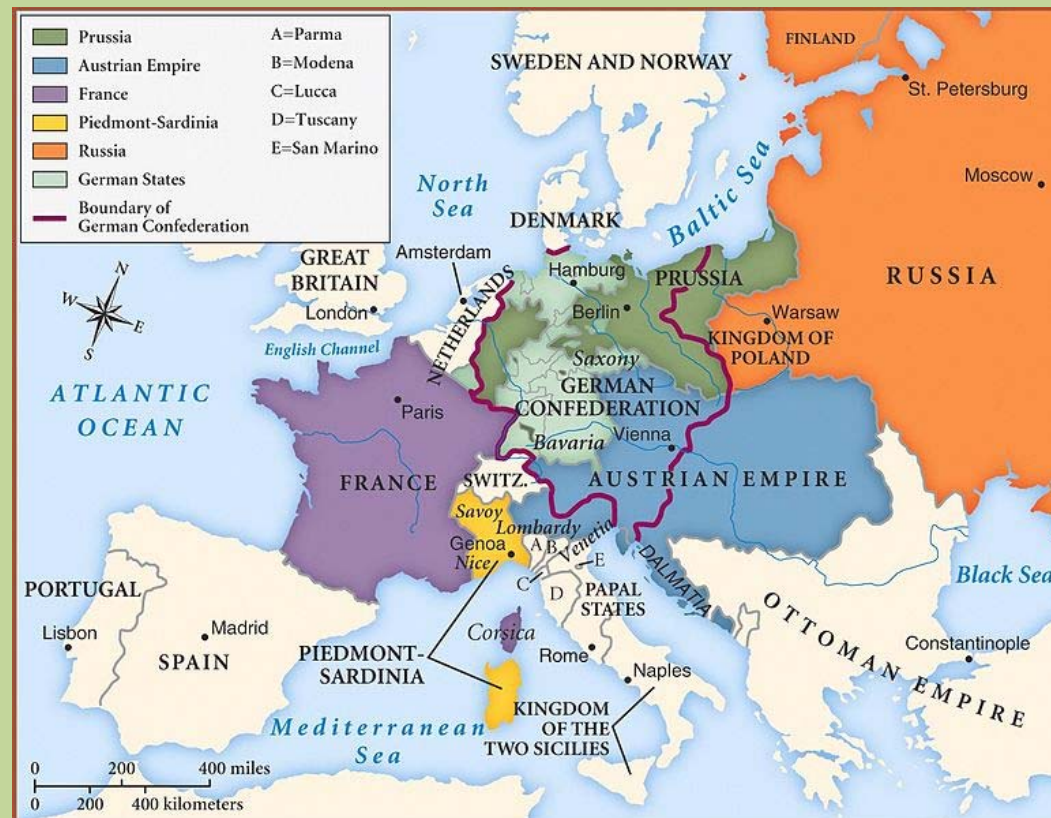 Prussia
Austrian Empire
France
Piedmont-Sardinia
Russia
German States
Boundary of
German Confederation
A=Parma
B=Modena
C=Lucca
D=Tuscany
E=San Marino
FINLAND
SWEDEN AND NORWAY
St. Petersburg
Moscow
North
Sea
Baltic Sea
DENMARK
Amsterdam
GREAT
BRITAIN
Hamburg
PRUSSIA
RUSSIA
N
W
E
S
London
NETHERLANDS
Berlin
Warsaw
KINGDOM OF
POLAND
English Channel
Saxony
ATLANTIC
OCEAN
Paris
GERMAN
CONFEDERATION
Bavaria
Vienna
FRANCE
SWITZ.
AUSTRIAN EMPIRE
Savoy
Lombardy
Venetia
Genoa
Nice
A
B
C
D
E
DALMATIA
Black Sea
PORTUGAL
PAPAL
STATES
OTTOMAN EMPIRE
Lisbon
Madrid
SPAIN
Corsica
Rome
Constantinople
PIEDMONT-
SARDINIA
Naples
Mediterranean
Sea
KINGDOM
OF THE
TWO SICILIES
0 200 400 miles
0 200 400 kilometers